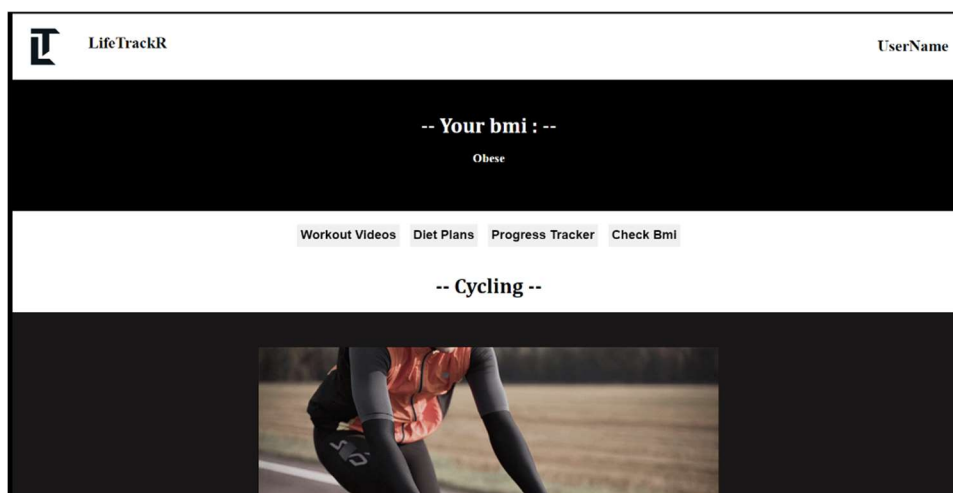 LifeTrackR
UserName
-- Your bmi : --
Obese
Workout Videos Diet Plans Progress Tracker Check Bmi
-- Cycling --